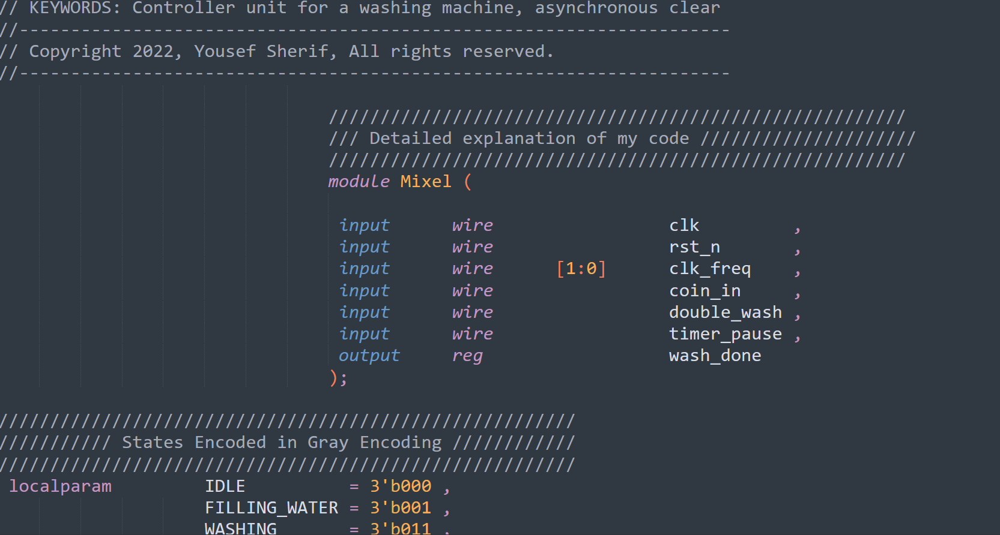 // KEYWORDS: Controller unit for a washing machine, asynchronous clear
//---------------------------------------------------------------------
// Copyright 2022, Yousef Sherif, All rights reserved.
//---------------------------------------------------------------------
////////////////////////////////////////////////////////
/// Detailed explanation of my code /////////////////////
////////////////////////////////////////////////////////
module Mixel (
input wire clk ,
input wire rst_n ,
input wire [1:0] clk_freq ,
input wire coin_in ,
input wire double_wash ,
input wire timer_pause ,
output reg wash_done
);
////////////////////////////////////////////////////////
/////////// States Encoded in Gray Encoding ////////////
////////////////////////////////////////////////////////
localparam IDLE = 3'b000 ,
FILLING_WATER = 3'b001 ,
WASHING = 3'b011 ,